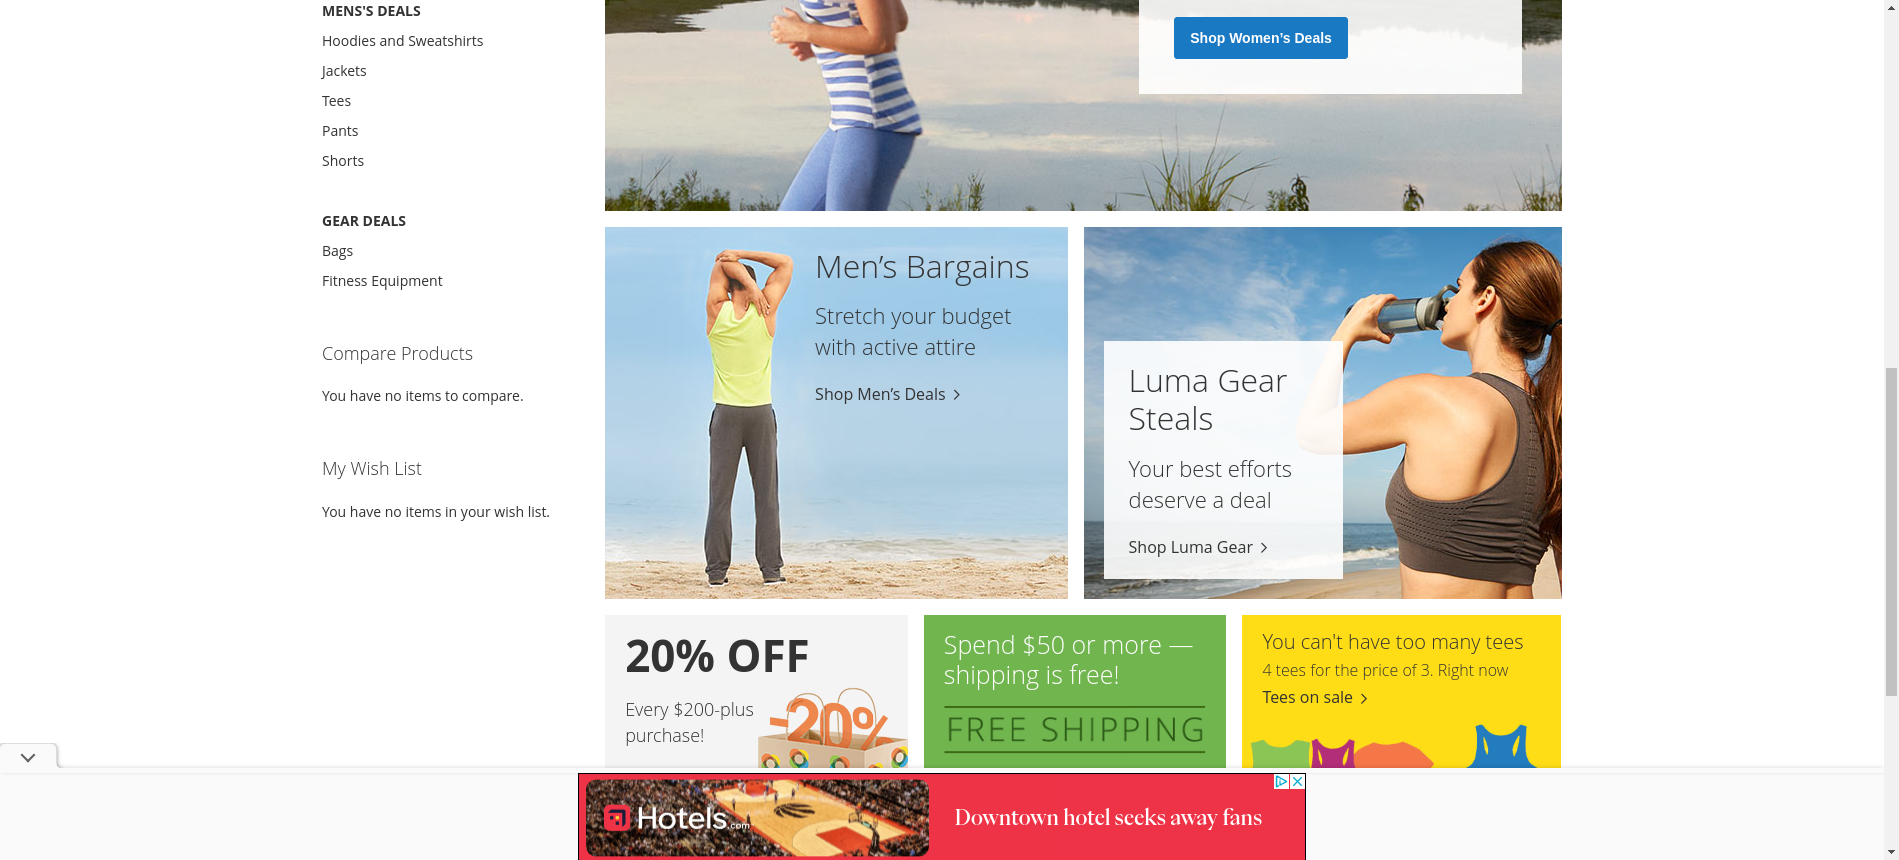 MENS'S DEALS
Hoodies and Sweatshirts
Jackets
Tees
Pants
Shorts
GEAR DEALS
Bags
Fitness Equipment
Compare Products
You have no items to compare.
My Wish List
You have no items in your wish list.
Shop Women’s Deals
Men’s Bargains
Stretch your budget
with active attire
Shop Men’s Deals
Luma Gear
Steals
Your best efforts
deserve a deal
Shop Luma Gear
20% OFF
Every $200-plus
purchase!
-20%
Spend $50 or more —
shipping is free!
FREE SHIPPING
You can't have too many tees
4 tees for the price of 3. Right now
Tees on sale
Hotels.com
Downtown hotel seeks away fans